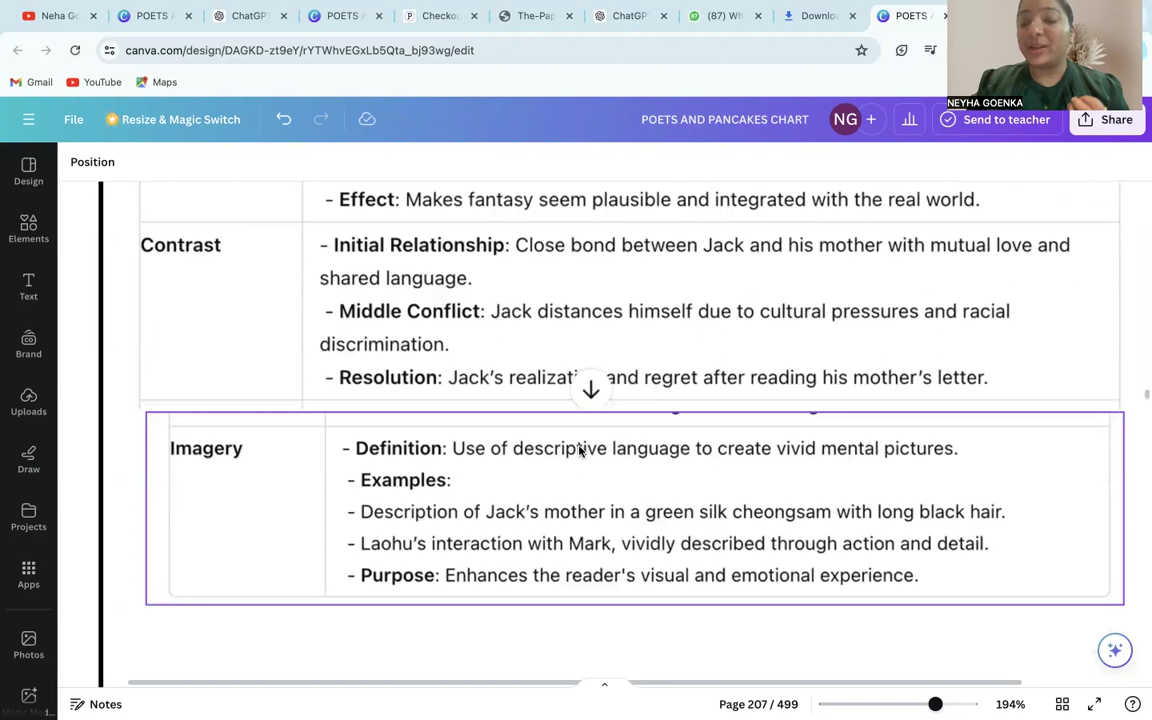 Neha Go
POETS
ChatGP
POETS
Checkou
The-Pap
ChatGP
(87) Wh
Downloa
POETS
canva.com/design/DAGKD-zt9eY/rYTWhvEGxLb5Qta_bj93wg/edit
Gmail
YouTube
Maps
NEYHA GOENKA
File
Resize & Magic Switch
POETS AND PANCAKES CHART
NG
+
Send to teacher
Share
Position
Design
Elements
Text
Brand
Uploads
Draw
Projects
Apps
Photos
- Effect: Makes fantasy seem plausible and integrated with the real world.
Contrast
- Initial Relationship: Close bond between Jack and his mother with mutual love and
shared language.
- Middle Conflict: Jack distances himself due to cultural pressures and racial
discrimination.
- Resolution: Jack's realizati and regret after reading his mother's letter.
Imagery
- Definition: Use of descriptive language to create vivid mental pictures.
- Examples:
- Description of Jack's mother in a green silk cheongsam with long black hair.
- Laohu's interaction with Mark, vividly described through action and detail.
- Purpose: Enhances the reader's visual and emotional experience.
Notes
Page 207 / 499
194%